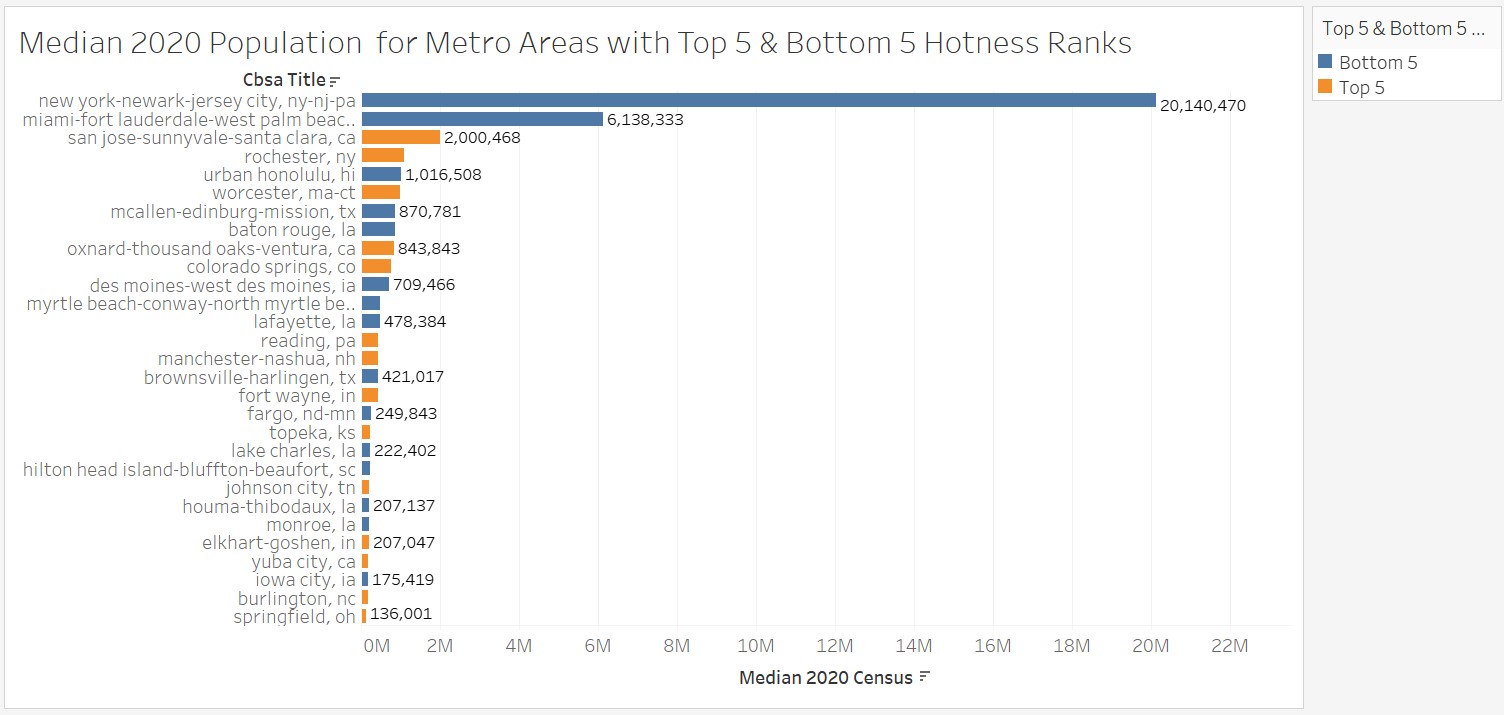 Median 2020 Population for Metro Areas with Top 5 & Bottom 5 Hotness Ranks
Top 5 & Bottom 5 ...
Bottom 5
Top 5
Cbsa Title
new york-newark-jersey city, ny-nj-pa 20,140,470
miami-fort lauderdale-west palm beac.. 6,138,333
san jose-sunnyvale-santa clara, ca 2,000,468
rochester, ny
urban honolulu, hi 1,016,508
worcester, ma-ct
mcallen-edinburg-mission, tx 870,781
baton rouge, la
oxnard-thousand oaks-ventura, ca 843,843
colorado springs, co
des moines-west des moines, ia 709,466
myrtle beach-conway-north myrtle be..
lafayette, la 478,384
reading, pa
manchester-nashua, nh
brownsville-harlingen, tx 421,017
fort wayne, in
fargo, nd-mn 249,843
topeka, ks
lake charles, la 222,402
hilton head island-bluffton-beaufort, sc
johnson city, tn
houma-thibodaux, la 207,137
monroe, la
elkhart-goshen, in 207,047
yuba city, ca
iowa city, ia 175,419
burlington, nc
springfield, oh 136,001
0M 2M 4M 6M 8M 10M 12M 14M 16M 18M 20M 22M
Median 2020 Census